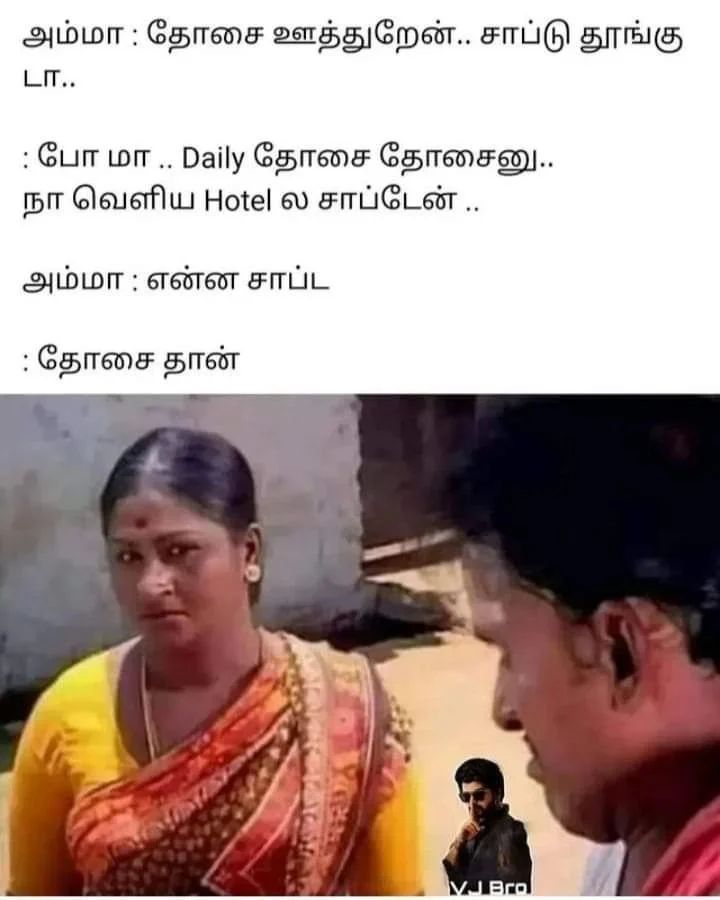 அம்மா : தோசை ஊத்துறேன்.. சாப்டு தூங்கு
டா..
: போ மா .. Daily தோசை தோசைனு..
நா வெளிய Hotel ல சாப்டேன் ..
அம்மா : என்ன சாப்ட
: தோசை தான்
VJ Bro